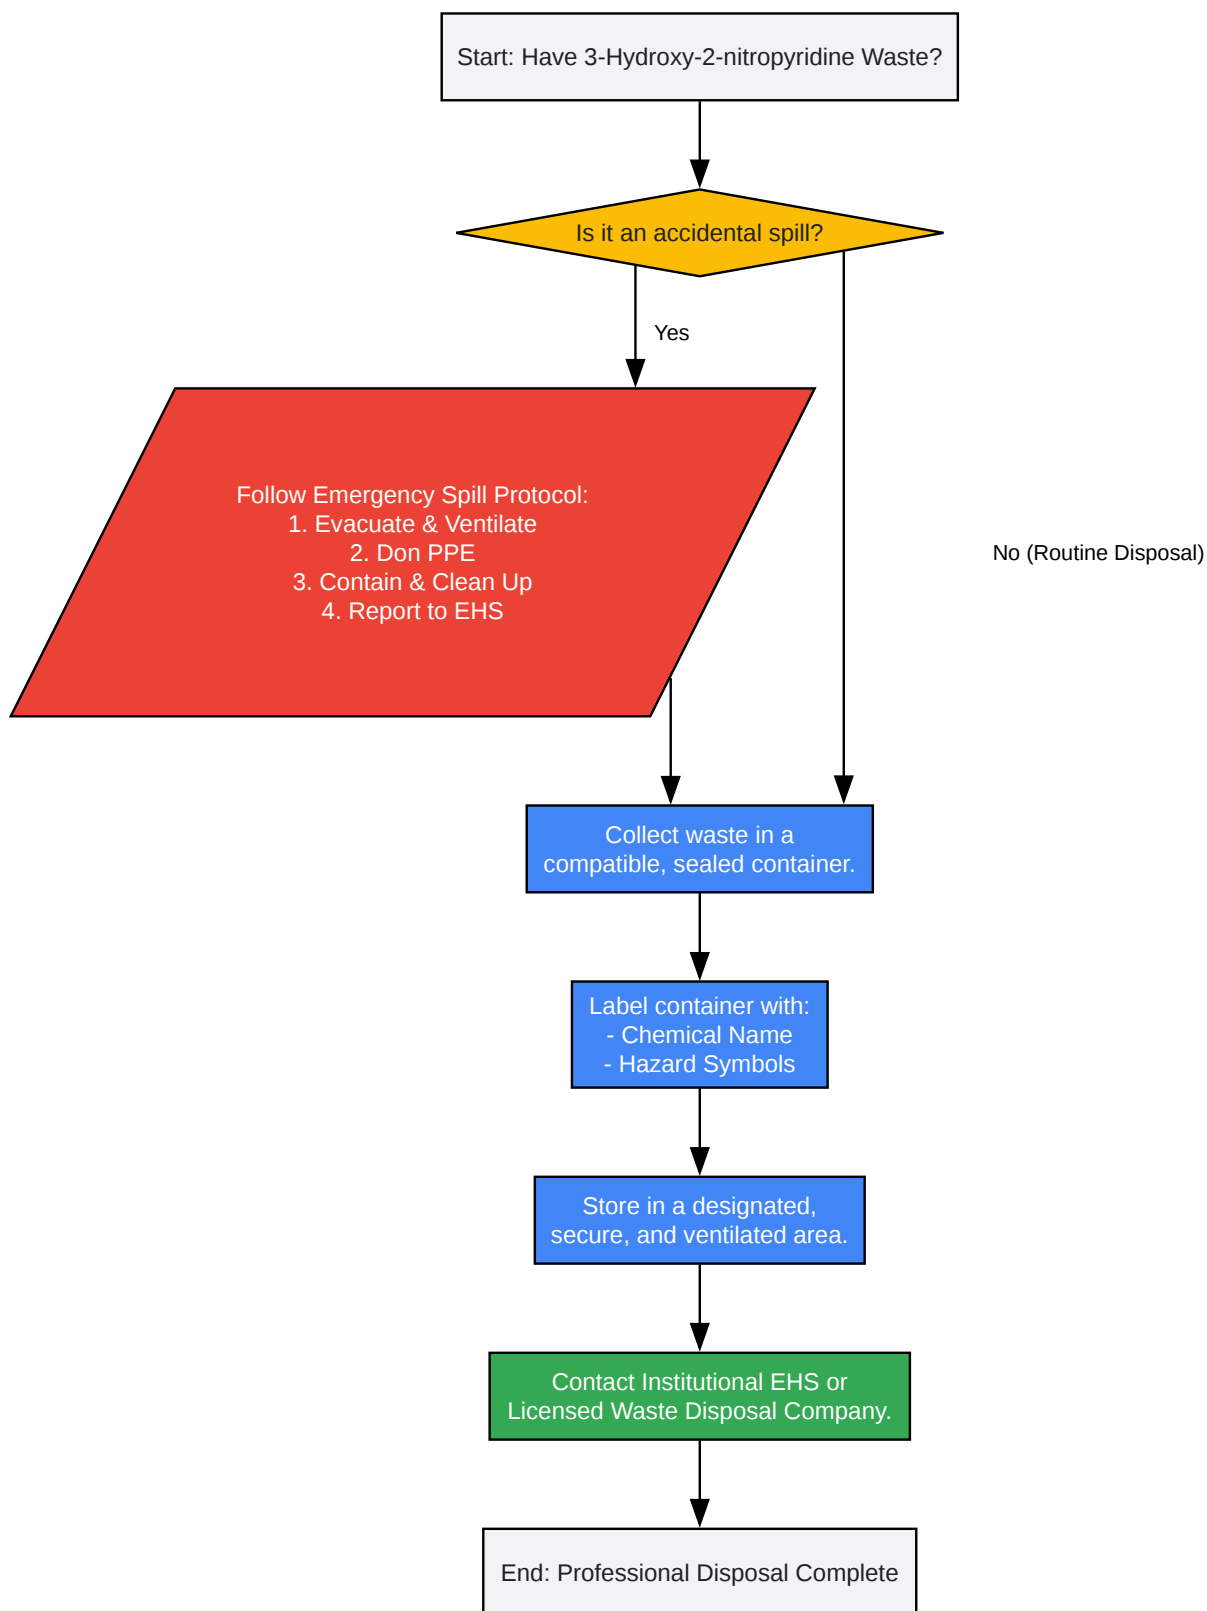 Start: Have 3-Hydroxy-2-nitropyridine Waste?
Is it an accidental spill?
Yes
Follow Emergency Spill Protocol:
1. Evacuate & Ventilate
2. Don PPE
3. Contain & Clean Up
4. Report to EHS
No (Routine Disposal)
Collect waste in a
compatible, sealed container.
Label container with:
- Chemical Name
- Hazard Symbols
Store in a designated,
secure, and ventilated area.
Contact Institutional EHS or
Licensed Waste Disposal Company.
End: Professional Disposal Complete